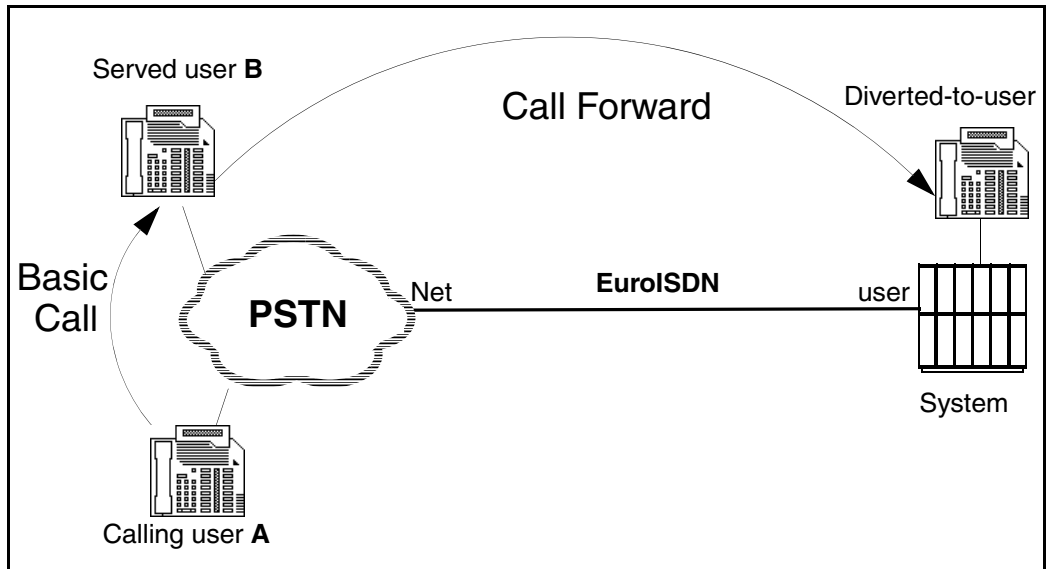 Served user B
Call Forward
Diverted-to-user
Basic
Call
PSTN
Net
EuroISDN
user
System
Calling user A